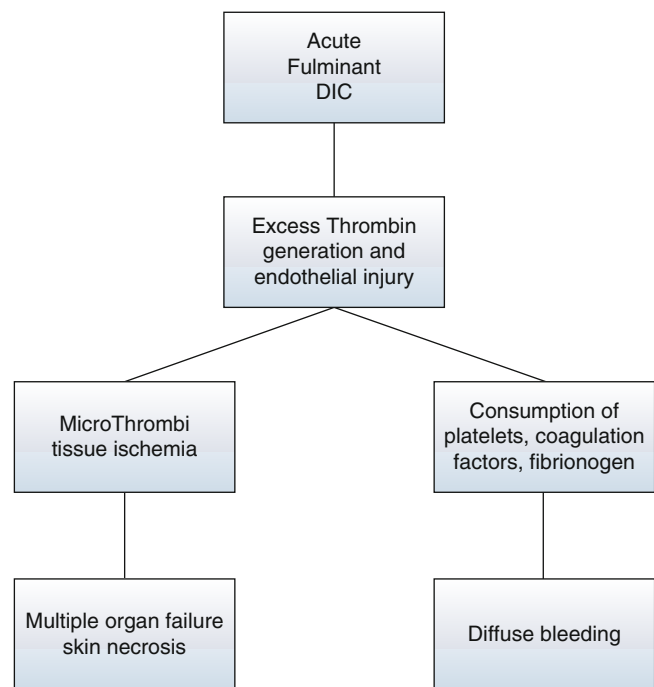 Acute
Fulminant
DIC
Excess Thrombin
generation and
endothelial injury
MicroThrombi
tissue ischemia
Consumption of
platelets, coagulation
factors, fibrionogen
Multiple organ failure
skin necrosis
Diffuse bleeding